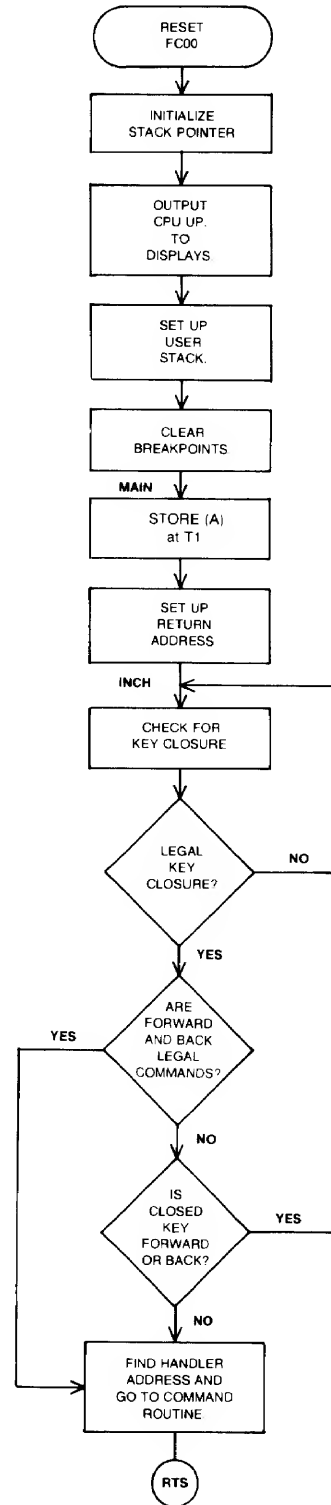 RESET
FC00
INITIALIZE
STACK POINTER
OUTPUT
CPU UP.
TO
DISPLAYS
SET UP
USER
STACK.
CLEAR
BREAKPOINTS
MAIN
STORE (A)
at T1
SET UP
RETURN
ADDRESS
INCH
CHECK FOR
KEY CLOSURE
LEGAL
KEY
CLOSURE?
NO
YES
ARE
FORWARD
AND BACK
LEGAL
COMMANDS?
YES
NO
IS
CLOSED
KEY
FORWARD
OR BACK?
YES
NO
FIND HANDLER
ADDRESS AND
GO TO COMMAND
ROUTINE
RTS